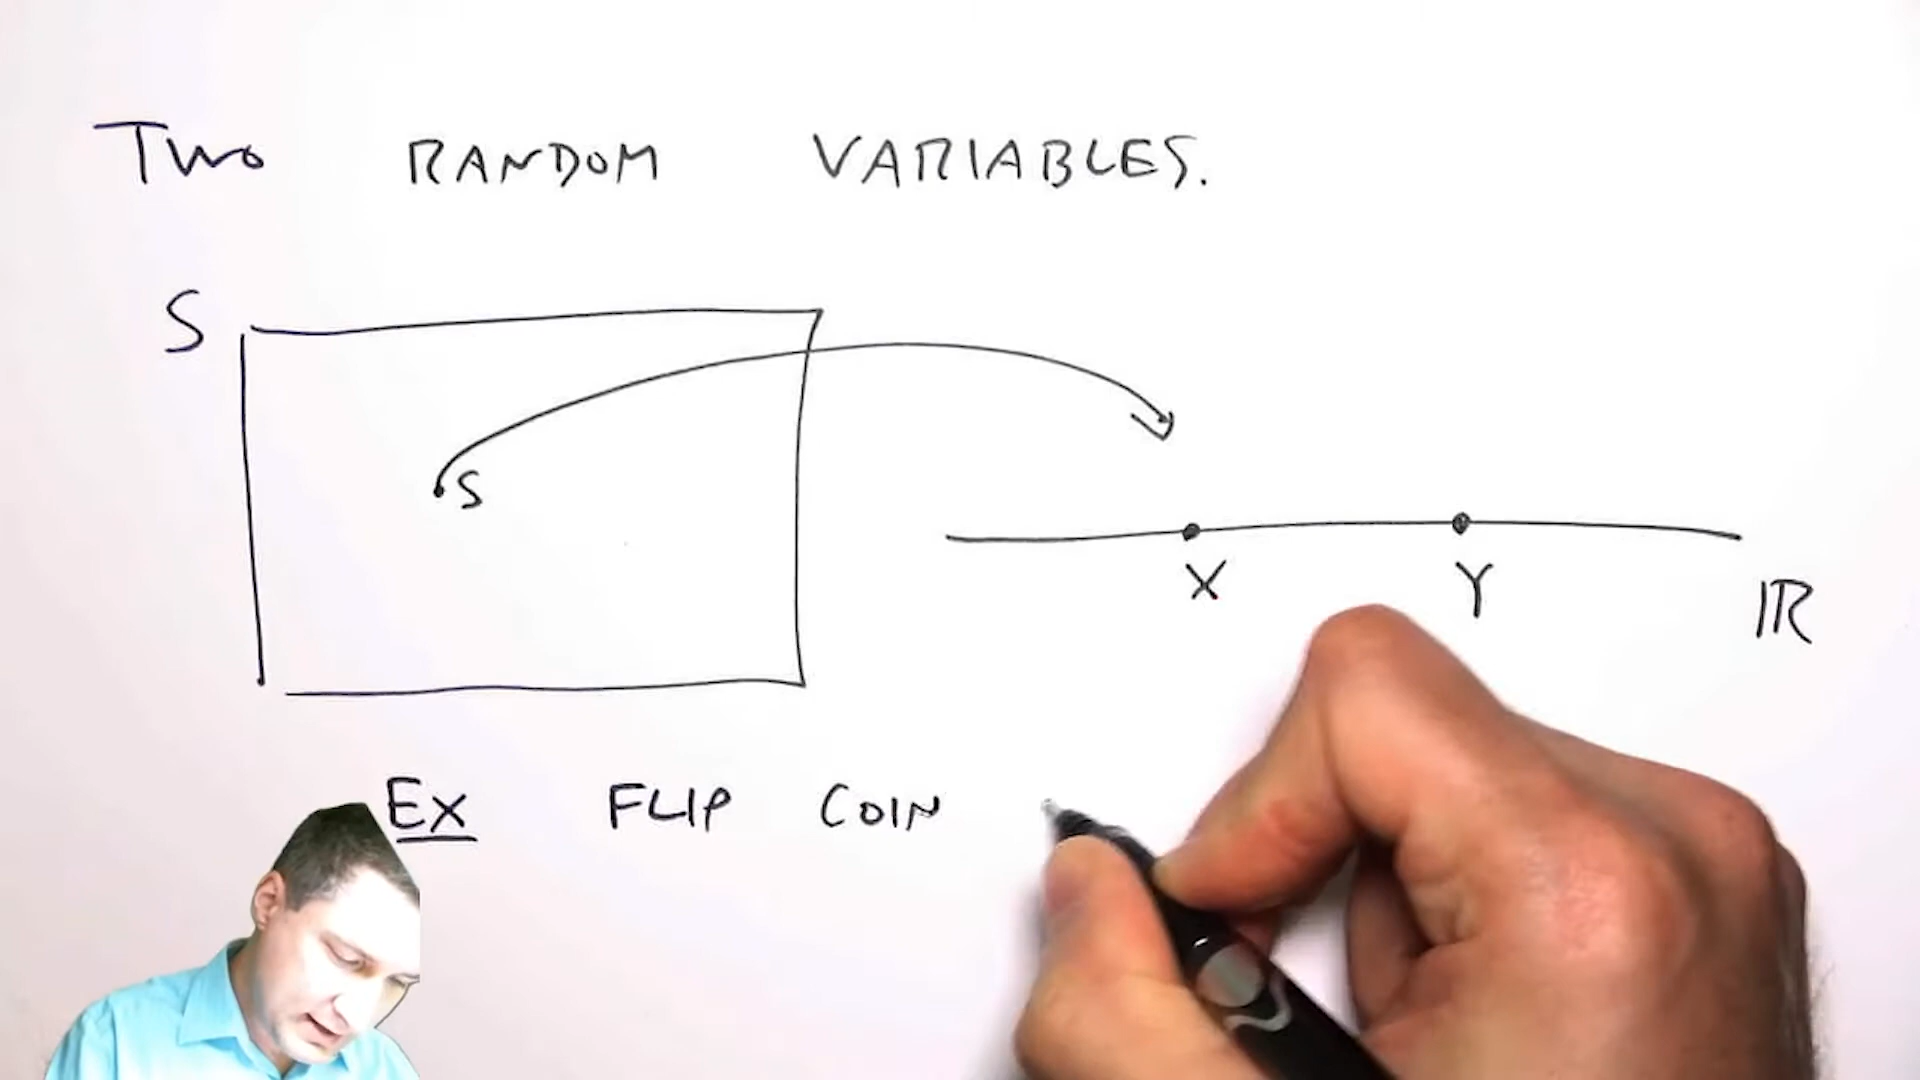 Two RANDOM VARIABLES.
S
s
X Y
ℝ
Ex FLIP COIN